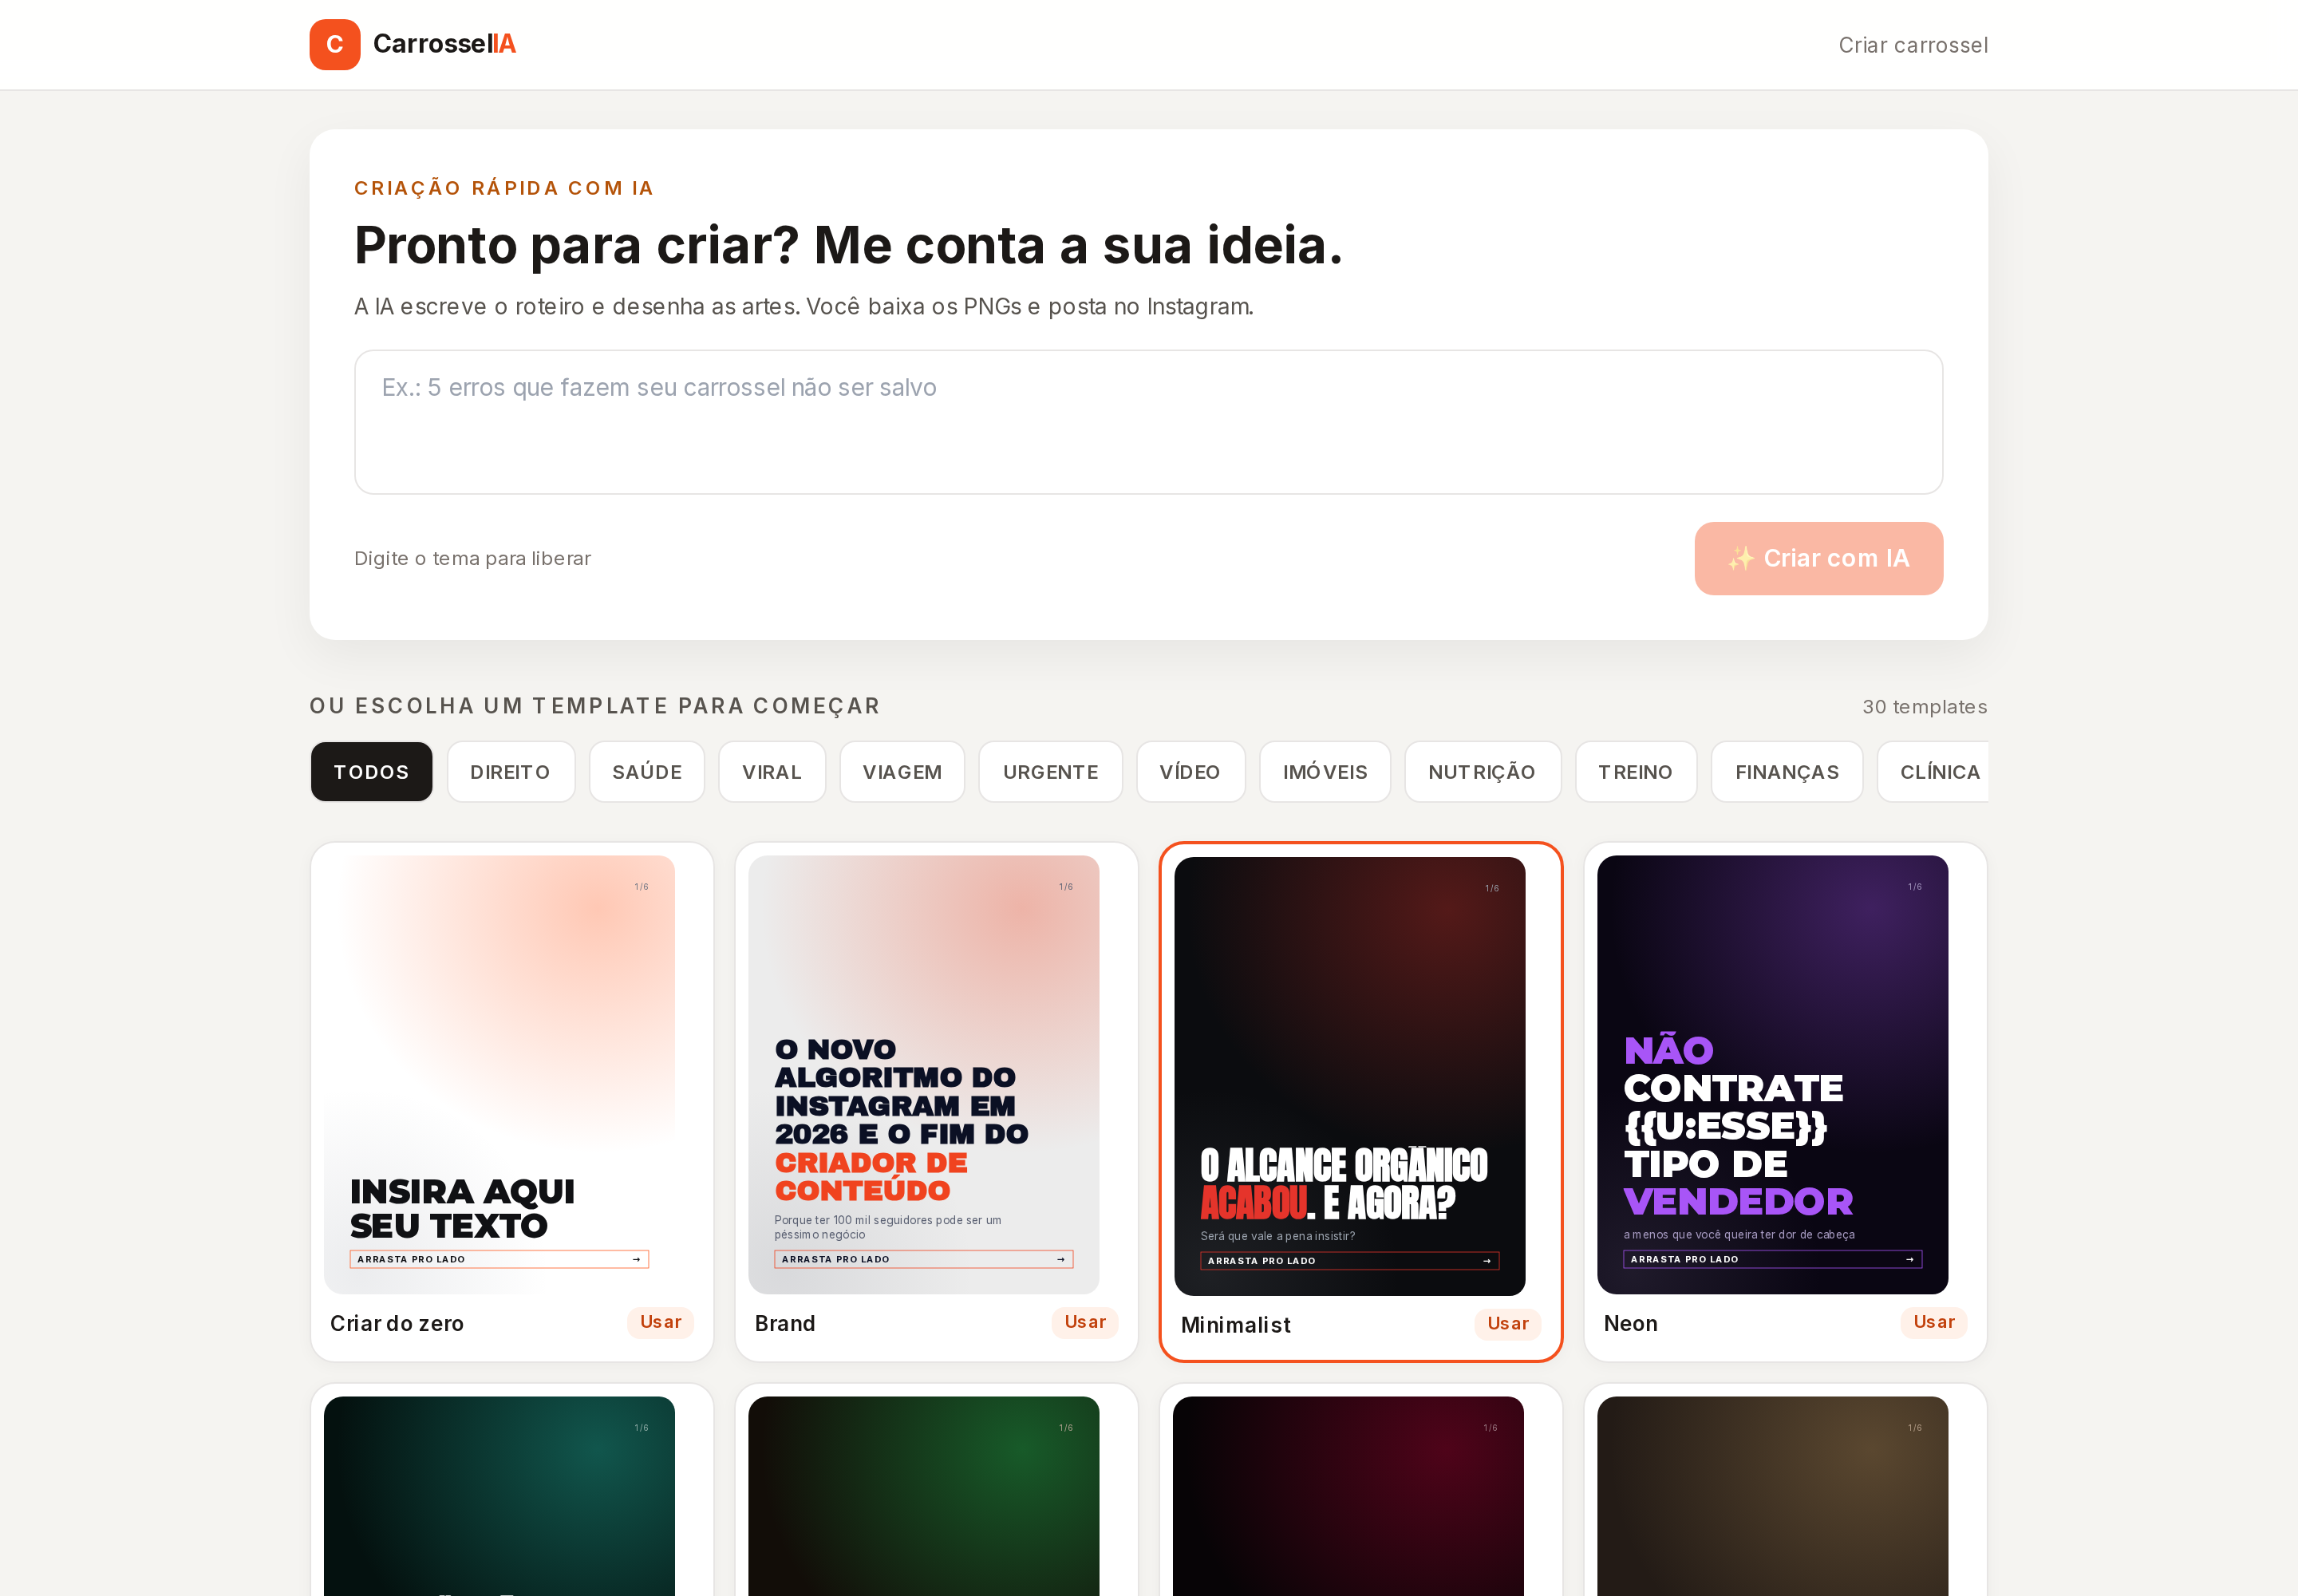 C CarrosselIA
Criar carrossel
CRIAÇÃO RÁPIDA COM IA
Pronto para criar? Me conta a sua ideia.
A IA escreve o roteiro e desenha as artes. Você baixa os PNGs e posta no Instagram.
Ex.: 5 erros que fazem seu carrossel não ser salvo
Digite o tema para liberar
✨ Criar com IA
OU ESCOLHA UM TEMPLATE PARA COMEÇAR
30 templates
TODOS
DIREITO
SAÚDE
VIRAL
VIAGEM
URGENTE
VÍDEO
IMÓVEIS
NUTRIÇÃO
TREINO
FINANÇAS
CLÍNICA
1/6
INSIRA AQUI
SEU TEXTO
ARRASTA PRO LADO →
Criar do zero
Usar
1/6
O NOVO
ALGORITMO DO
INSTAGRAM EM
2026 E O FIM DO
CRIADOR DE
CONTEÚDO
Porque ter 100 mil seguidores pode ser um
péssimo negócio
ARRASTA PRO LADO →
Brand
Usar
1/6
O ALCANCE ORGÂNICO
ACABOU. E AGORA?
Será que vale a pena insistir?
ARRASTA PRO LADO →
Minimalist
Usar
1/6
NÃO
CONTRATE
{{U:ESSE}}
TIPO DE
VENDEDOR
a menos que você queira ter dor de cabeça
ARRASTA PRO LADO →
Neon
Usar
1/6
1/6
1/6
1/6